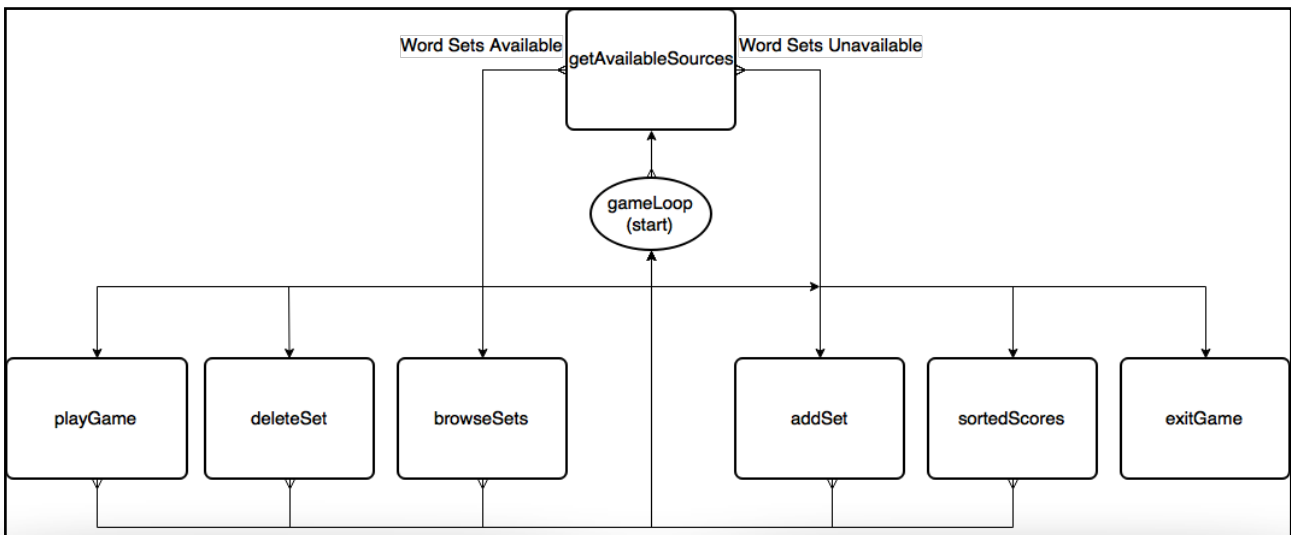 Word Sets Available
Word Sets Unavailable
getAvailableSources
gameLoop
(start)
playGame
deleteSet
browseSets
addSet
sortedScores
exitGame